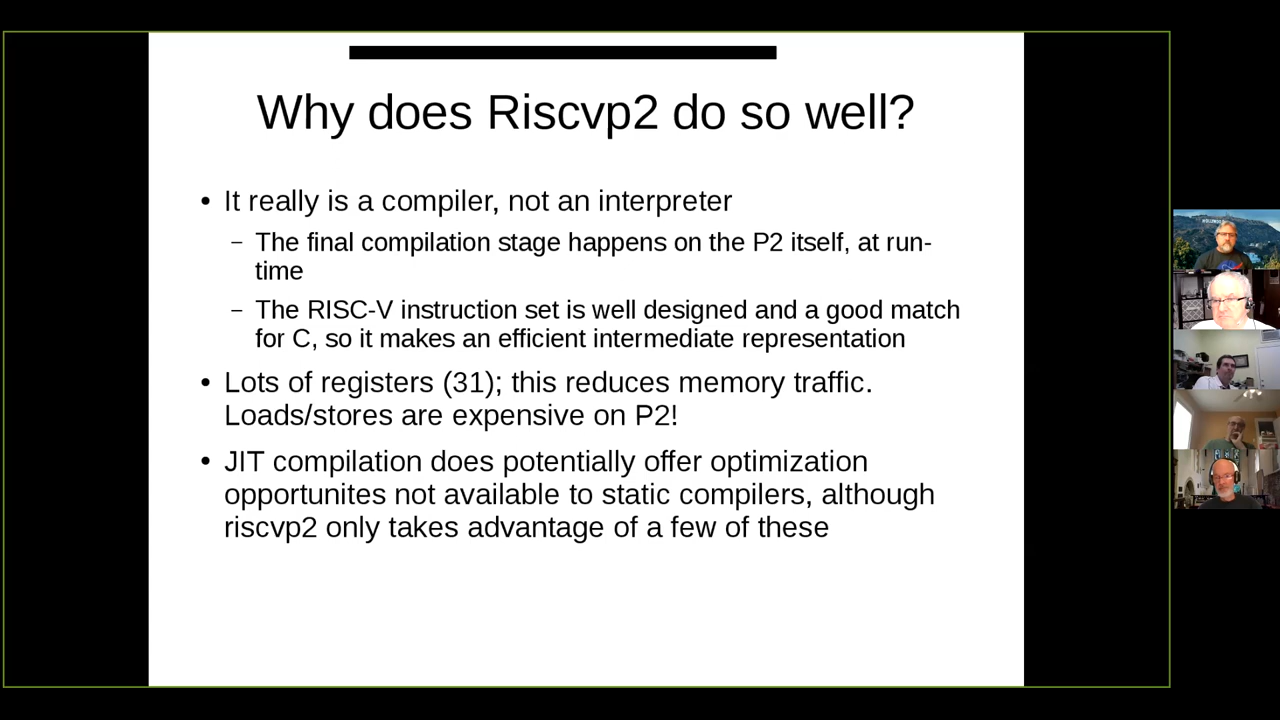 Why does Riscvp2 do so well?
• It really is a compiler, not an interpreter
– The final compilation stage happens on the P2 itself, at run-
time
– The RISC-V instruction set is well designed and a good match
for C, so it makes an efficient intermediate representation
• Lots of registers (31); this reduces memory traffic.
Loads/stores are expensive on P2!
• JIT compilation does potentially offer optimization
opportunites not available to static compilers, although
riscvp2 only takes advantage of a few of these